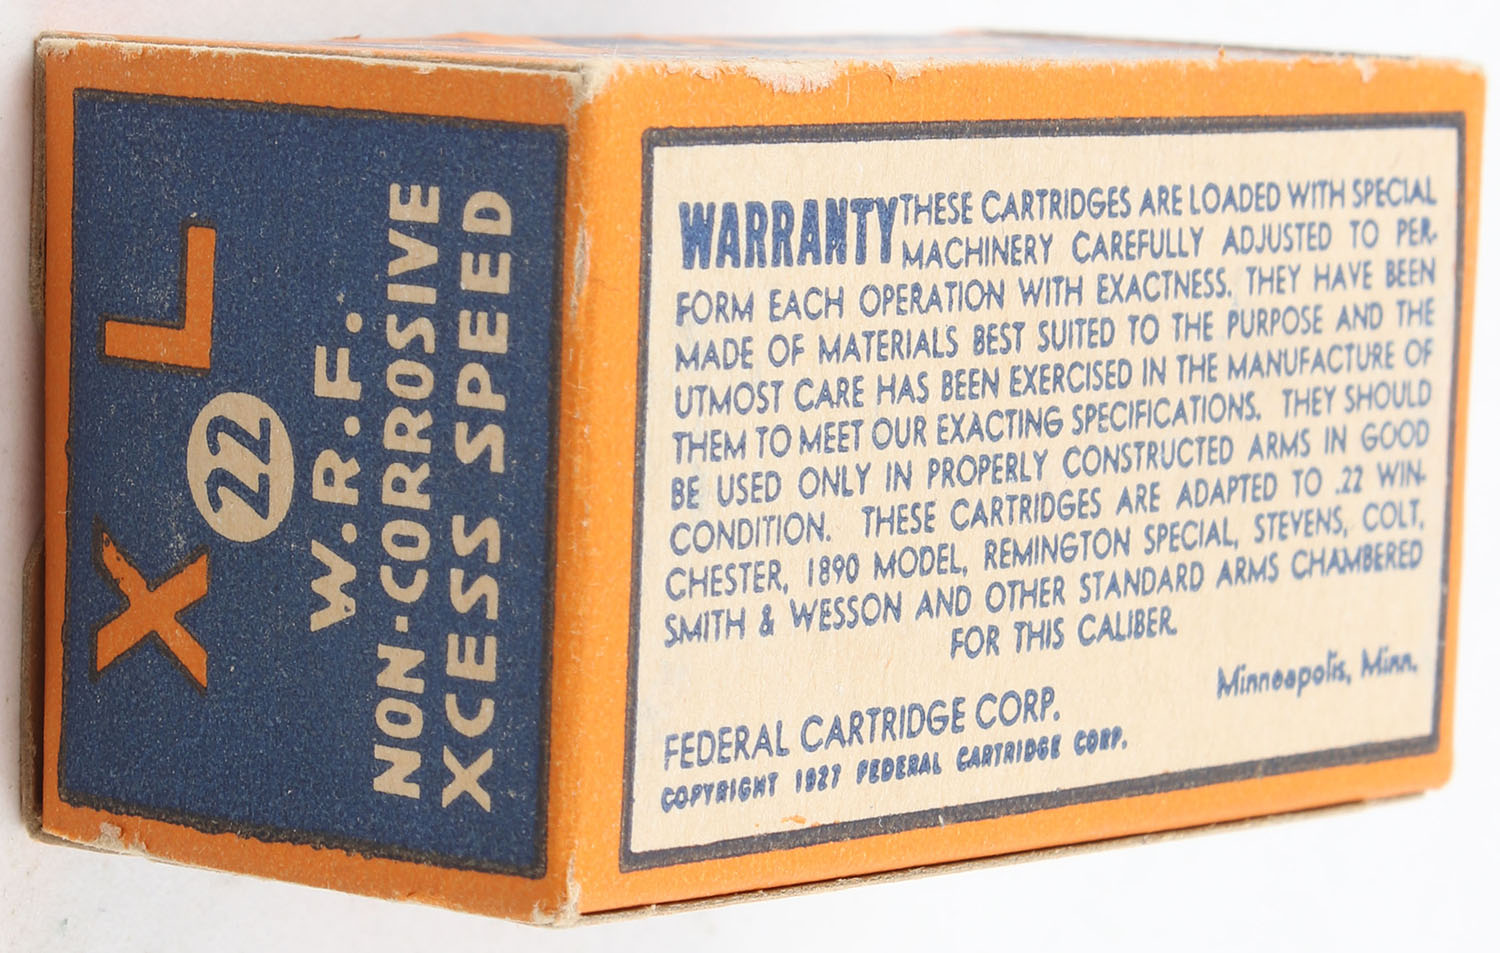 X 22 L
W.R.F.
NON-CORROSIVE
XCESS SPEED
WARRANTY THESE CARTRIDGES ARE LOADED WITH SPECIAL
MACHINERY CAREFULLY ADJUSTED TO PER-
FORM EACH OPERATION WITH EXACTNESS. THEY HAVE BEEN
MADE OF MATERIALS BEST SUITED TO THE PURPOSE AND THE
UTMOST CARE HAS BEEN EXERCISED IN THE MANUFACTURE OF
THEM TO MEET OUR EXACTING SPECIFICATIONS. THEY SHOULD
BE USED ONLY IN PROPERLY CONSTRUCTED ARMS IN GOOD
CONDITION. THESE CARTRIDGES ARE ADAPTED TO .22 WIN-
CHESTER, 1890 MODEL, REMINGTON SPECIAL, STEVENS, COLT,
SMITH & WESSON AND OTHER STANDARD ARMS CHAMBERED
FOR THIS CALIBER.
Minneapolis, Minn.
FEDERAL CARTRIDGE CORP.
COPYRIGHT 1927 FEDERAL CARTRIDGE CORP.